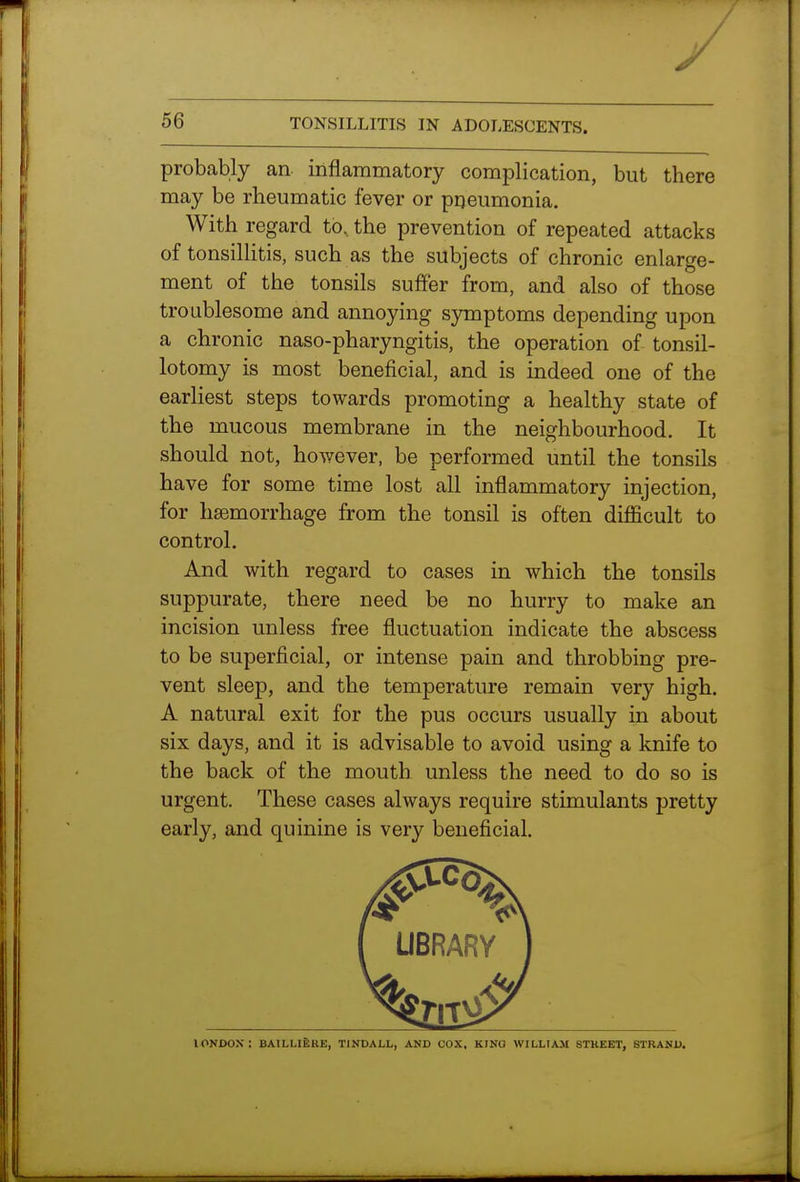 56 TONSILLITIS IN ADOLESCENTS.
probably an inflammatory complication, but there
may be rheumatic fever or pneumonia.
With regard to, the prevention of repeated attacks
of tonsillitis, such as the subjects of chronic enlarge-
ment of the tonsils suffer from, and also of those
troublesome and annoying symptoms depending upon
a chronic naso-pharyngitis, the operation of tonsil-
lotomy is most beneficial, and is indeed one of the
earliest steps towards promoting a healthy state of
the mucous membrane in the neighbourhood. It
should not, however, be performed until the tonsils
have for some time lost all inflammatory injection,
for hæmorrhage from the tonsil is often difficult to
control.
And with regard to cases in which the tonsils
suppurate, there need be no hurry to make an
incision unless free fluctuation indicate the abscess
to be superficial, or intense pain and throbbing pre-
vent sleep, and the temperature remain very high.
A natural exit for the pus occurs usually in about
six days, and it is advisable to avoid using a knife to
the back of the mouth unless the need to do so is
urgent. These cases always require stimulants pretty
early, and quinine is very beneficial.
WELLCOME
LIBRARY
INSTITUTE
LONDON: BAILLIÈRE, TINDALL, AND COX, KING WILLIAM STREET, STRAND.